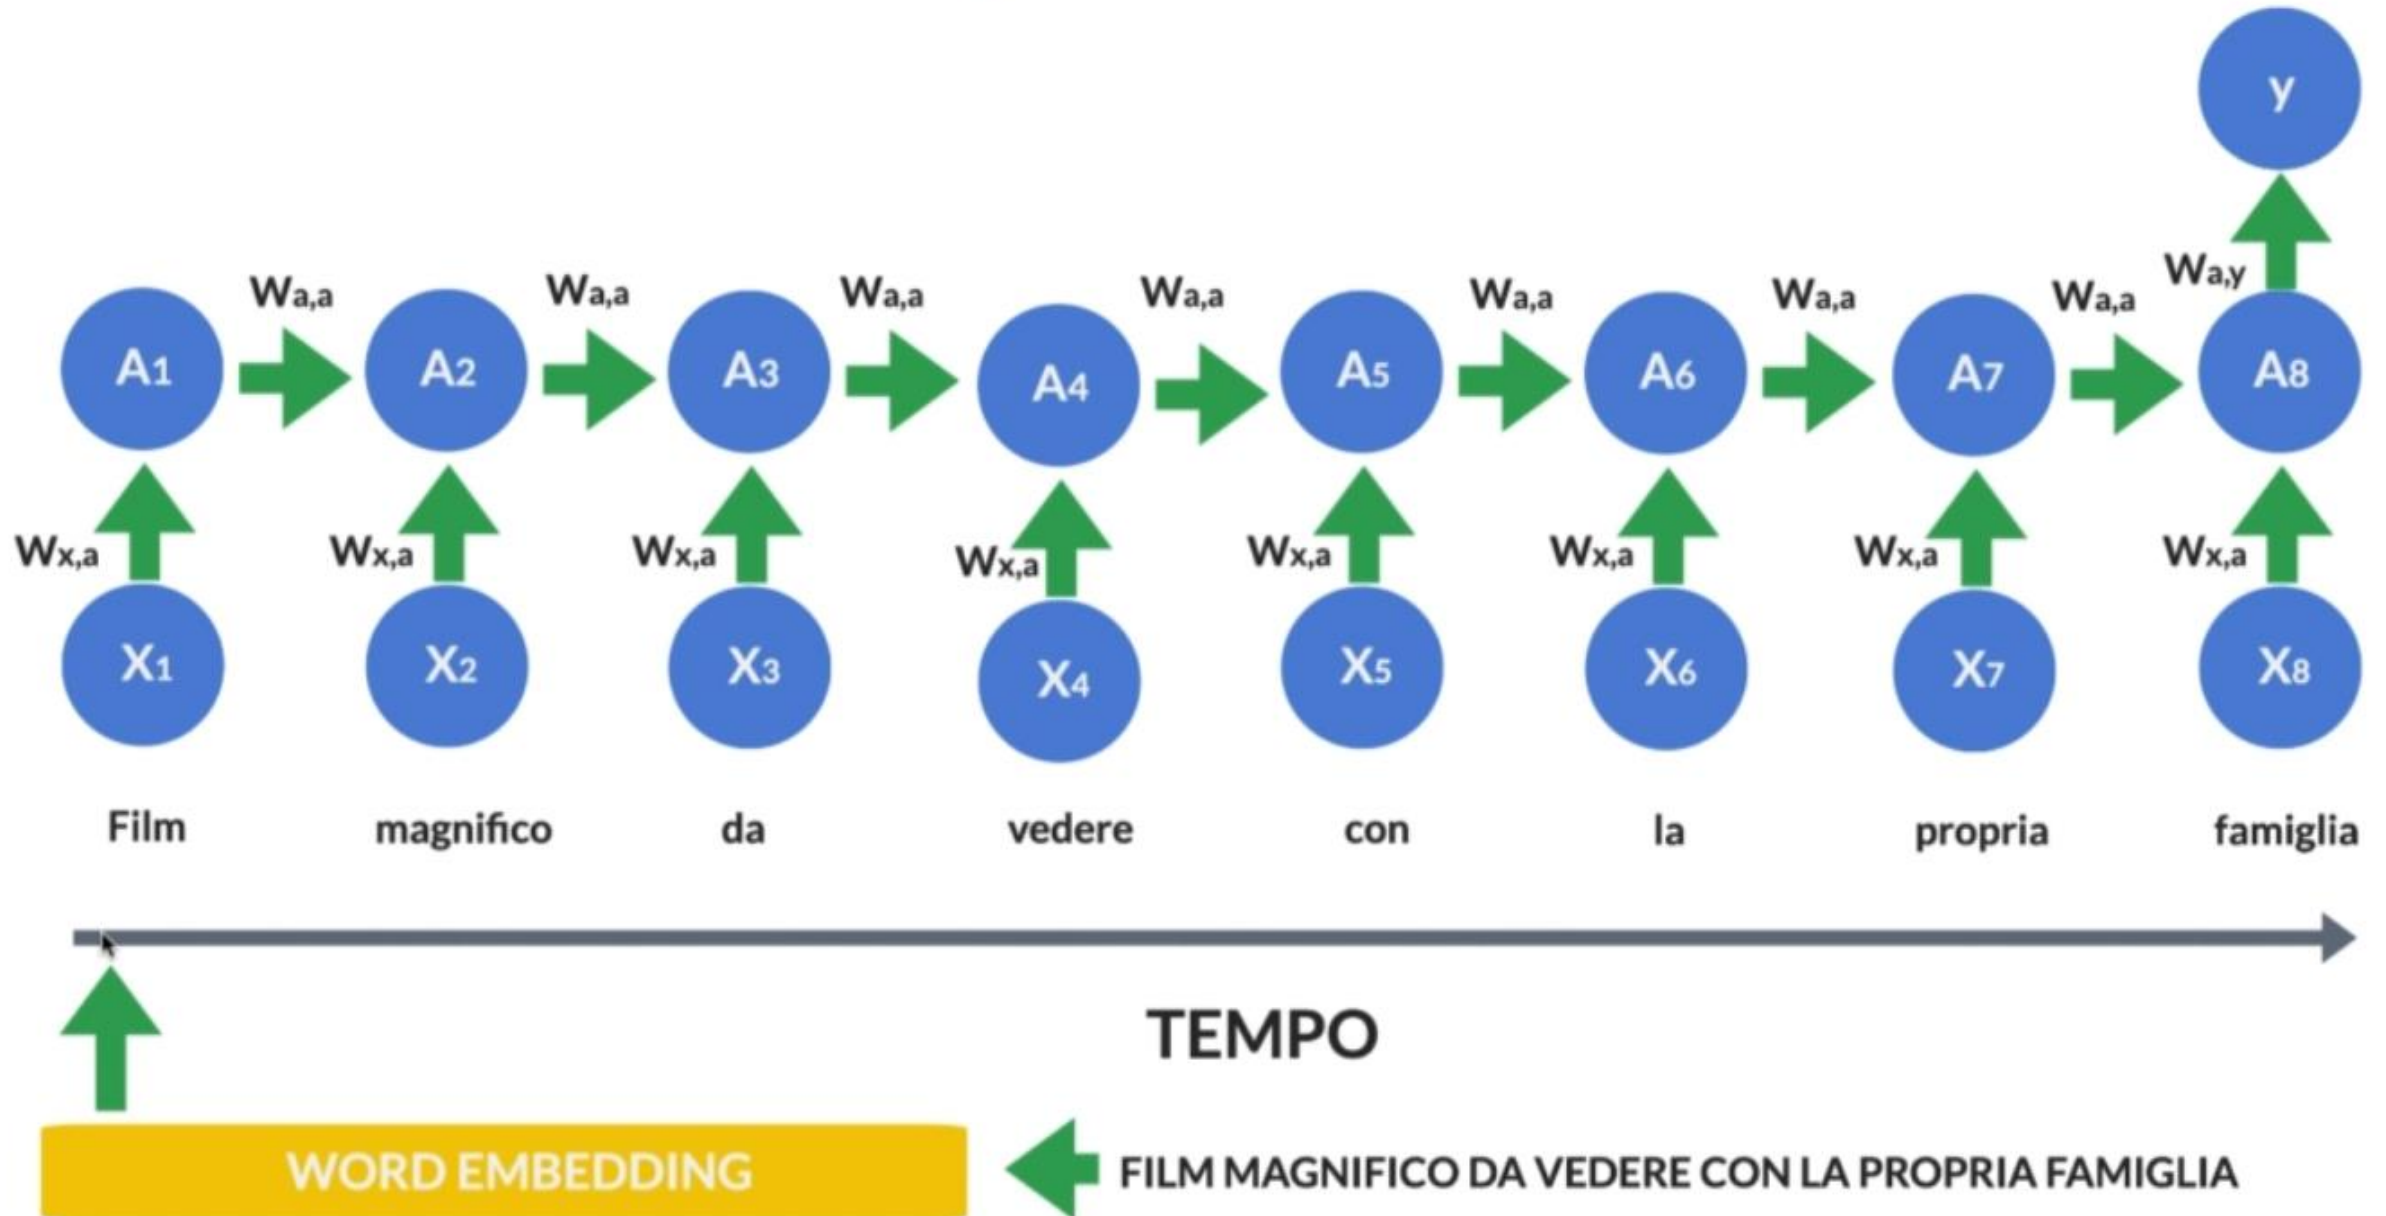 y
Wa,y
Wa,a Wa,a Wa,a Wa,a Wa,a Wa,a Wa,a
A1 A2 A3 A4 A5 A6 A7 A8
Wx,a Wx,a Wx,a Wx,a Wx,a Wx,a Wx,a Wx,a
X1 X2 X3 X4 X5 X6 X7 X8
Film magnifico da vedere con la propria famiglia
TEMPO
WORD EMBEDDING
FILM MAGNIFICO DA VEDERE CON LA PROPRIA FAMIGLIA